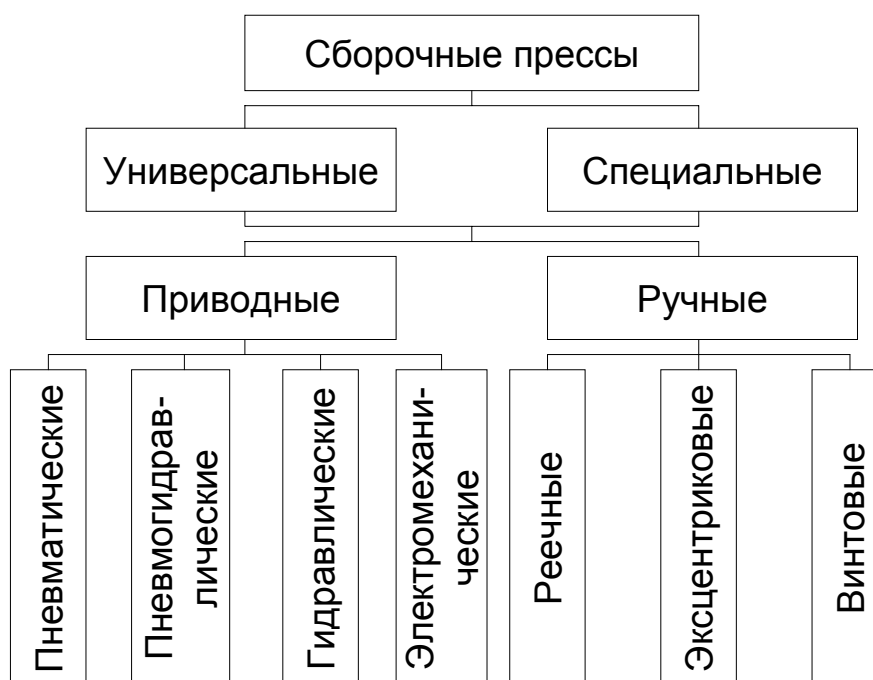 Сборочные прессы
Универсальные
Специальные
Приводные
Ручные
Пневматические
Пневмогидрав-
лические
Гидравлические
Электромехани-
ческие
Реечные
Эксцентриковые
Винтовые